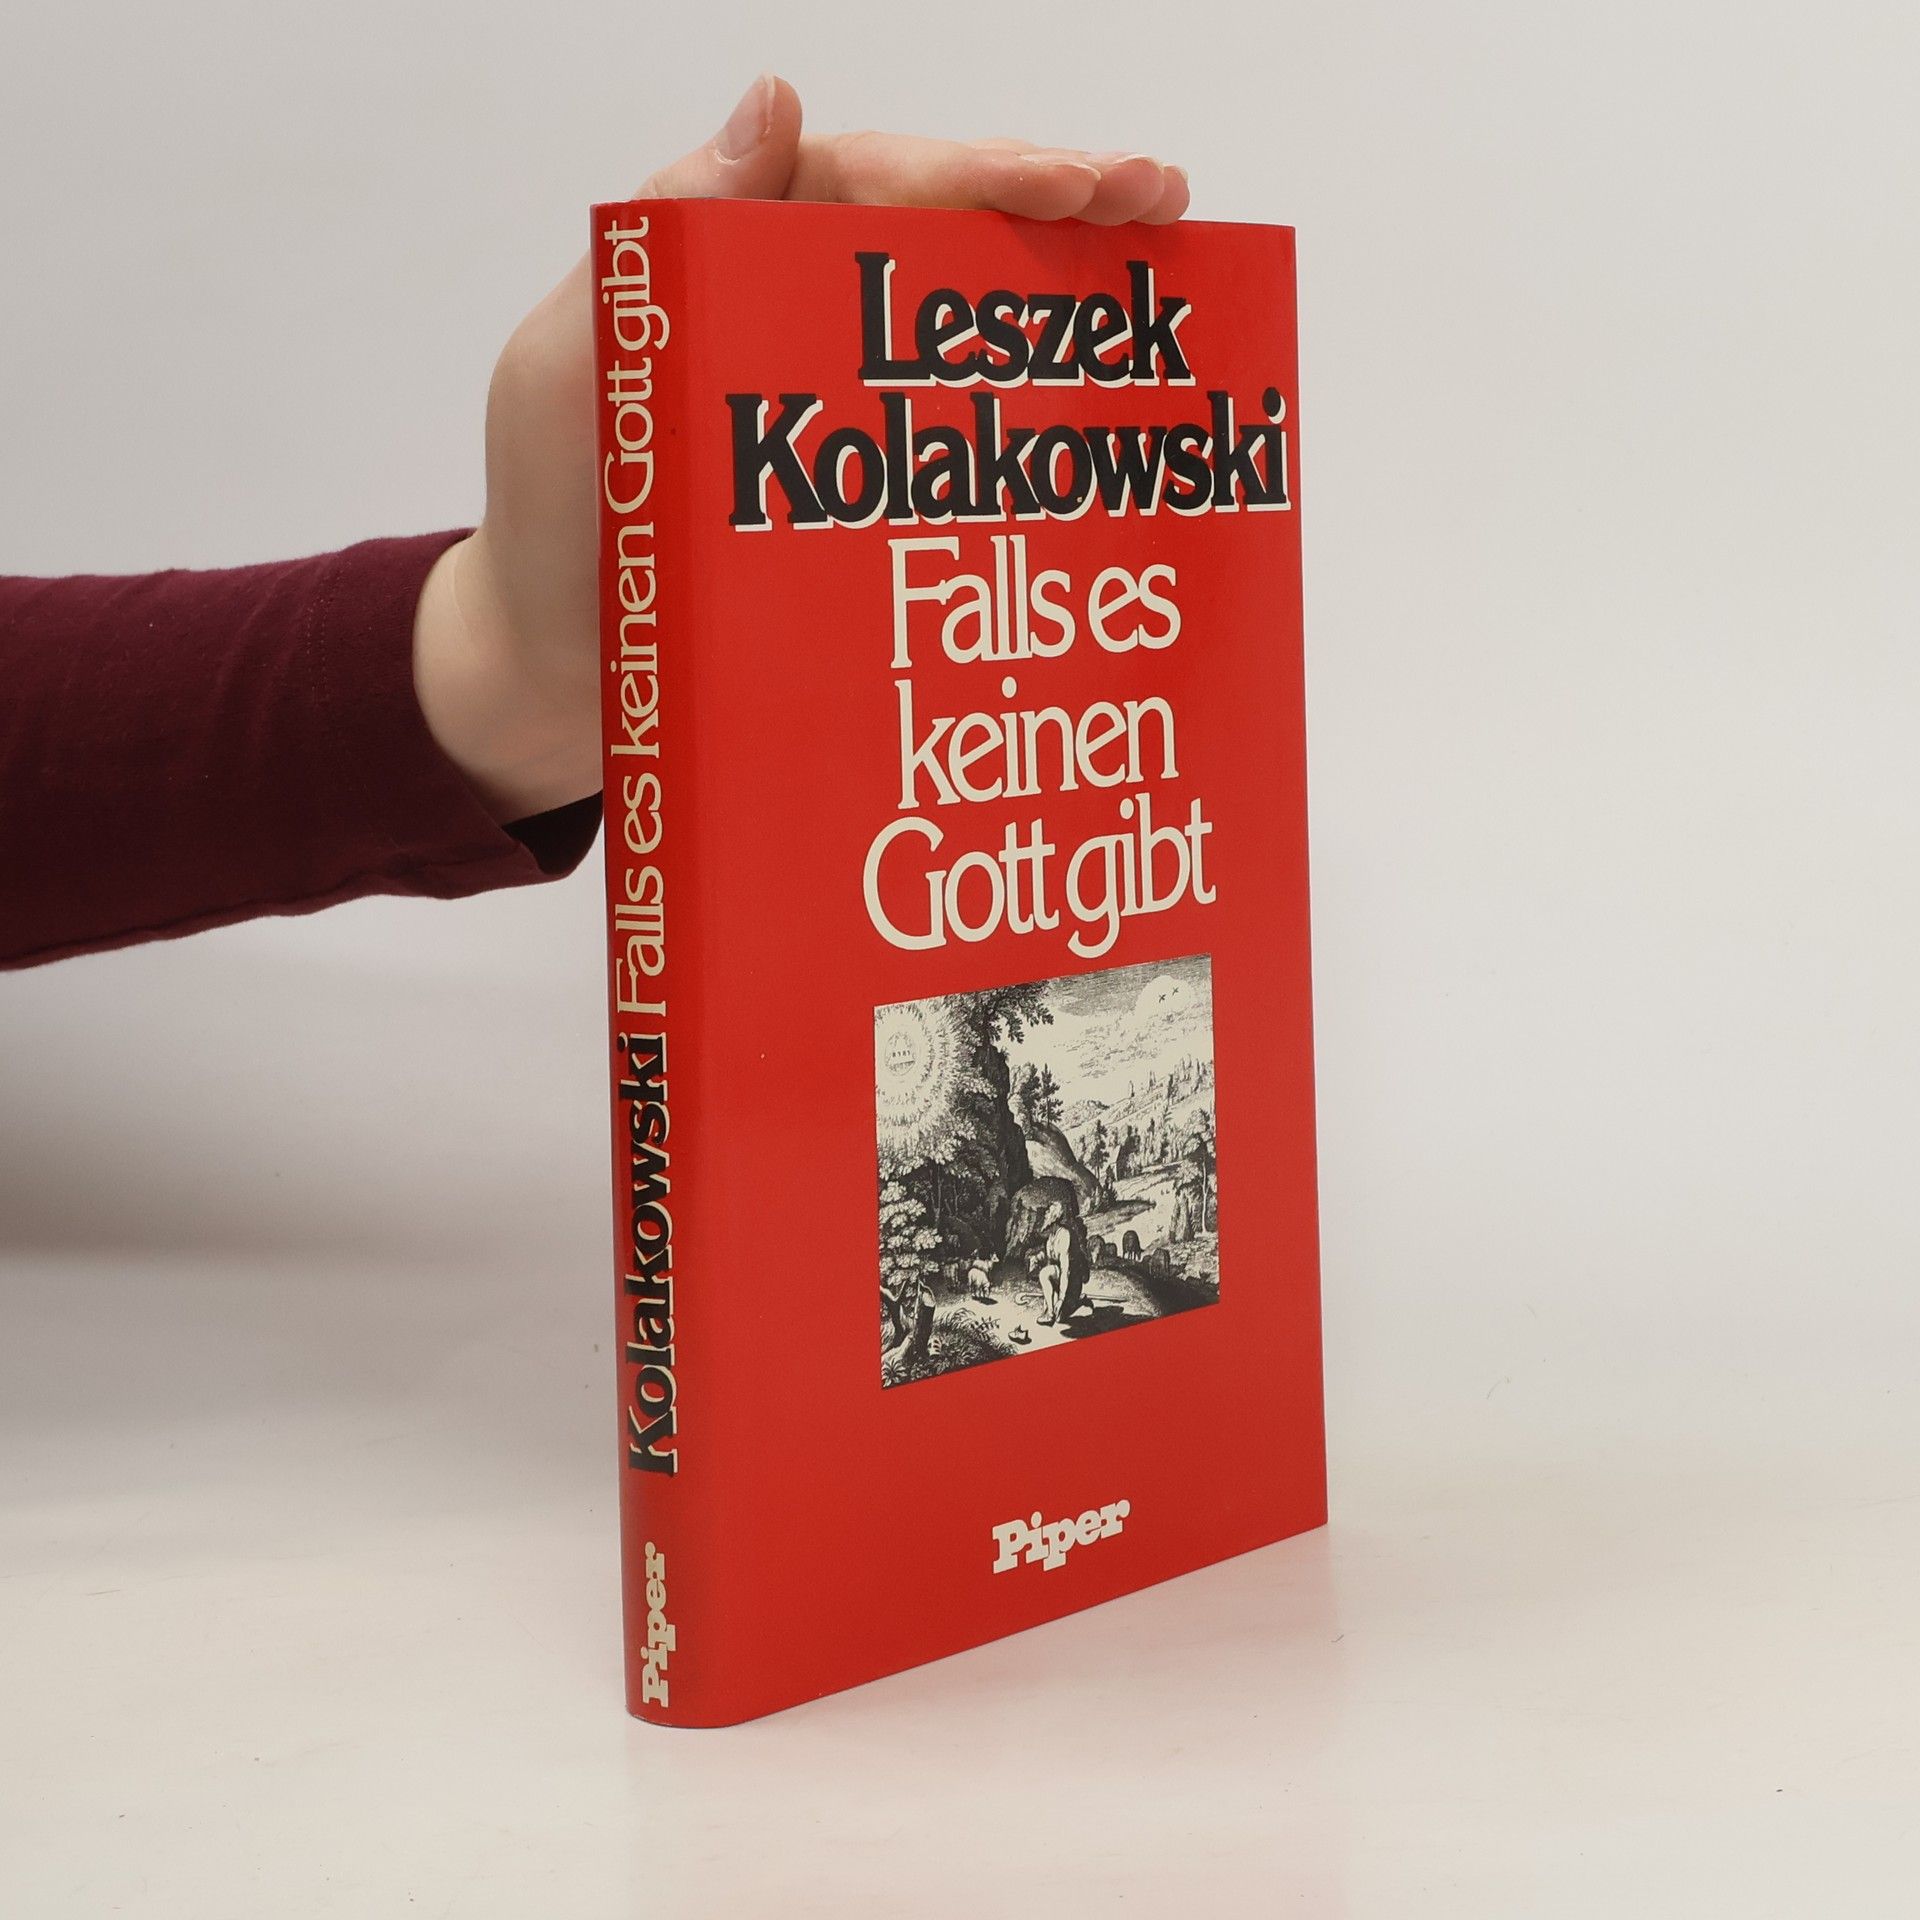 Leszek
Kolakowski
Falls es
keinen
Gott gibt
Piper
Piper Kolakowski Falls es keinen Gott gibt